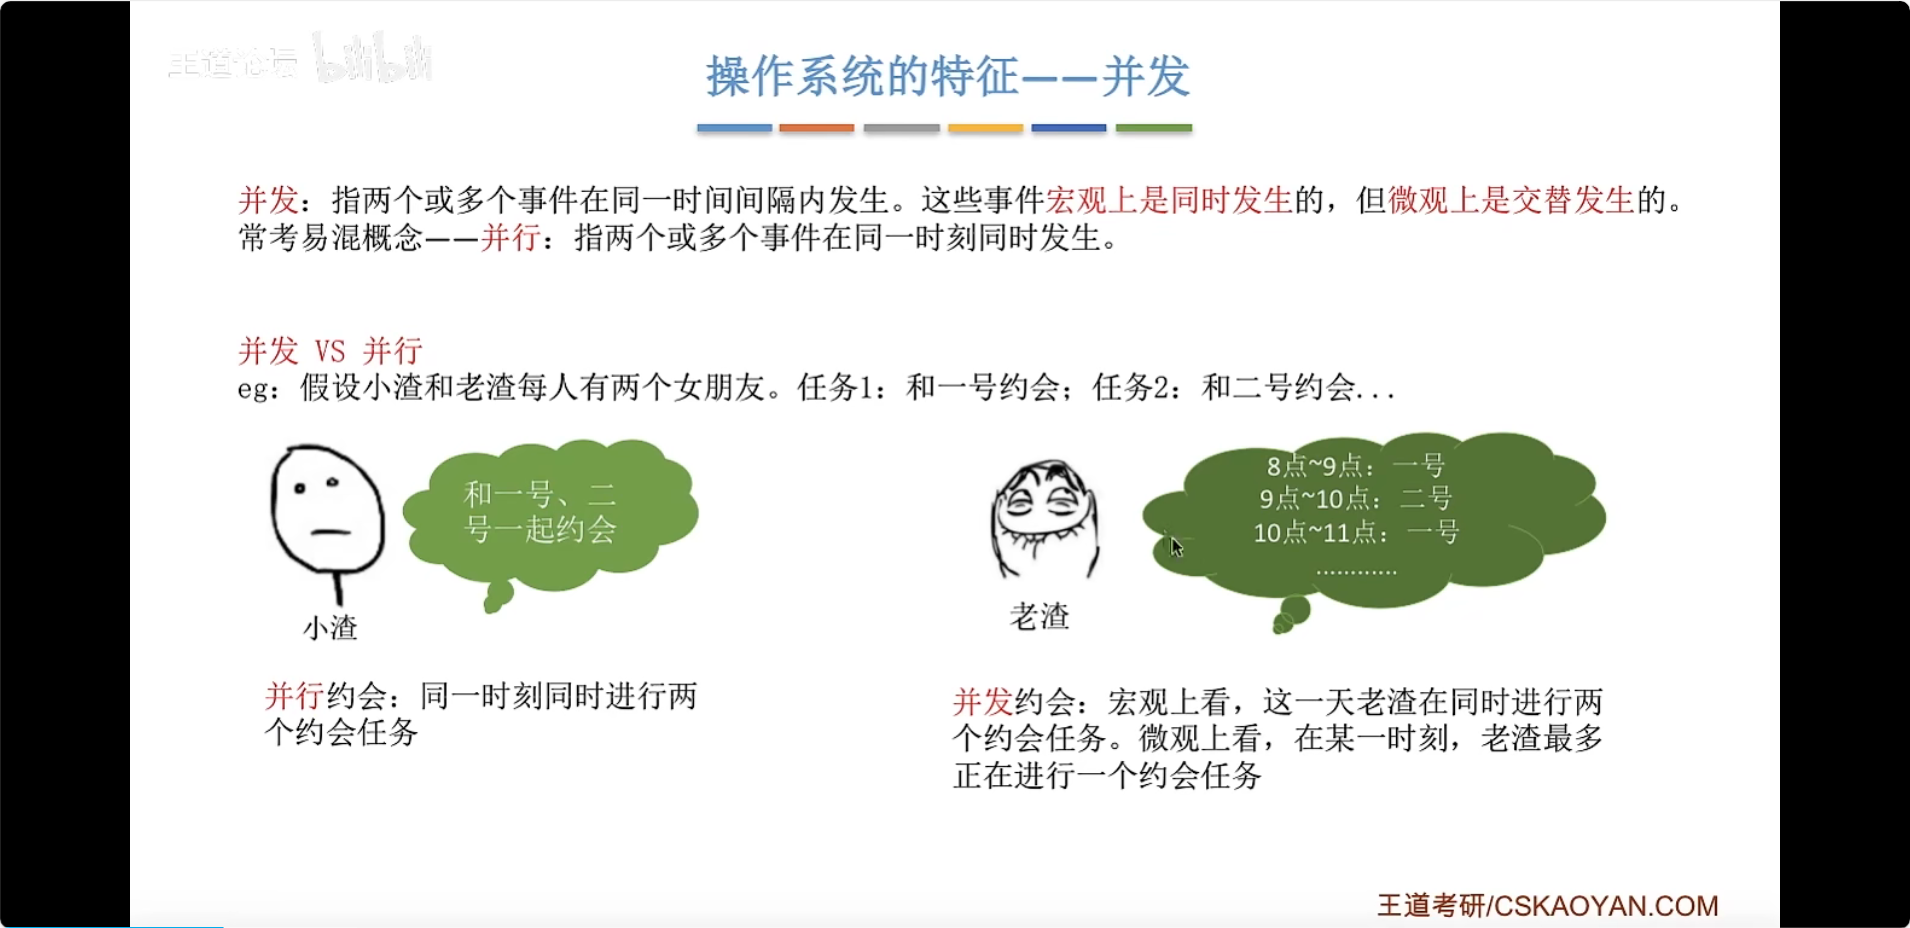 王道论坛 bilibili
操作系统的特征——并发
并发：指两个或多个事件在同一时间间隔内发生。这些事件宏观上是同时发生的，但微观上是交替发生的。
常考易混概念——并行：指两个或多个事件在同一时刻同时发生。
并发 VS 并行
eg：假设小渣和老渣每人有两个女朋友。任务1：和一号约会；任务2：和二号约会...
和一号、二
号一起约会
小渣
并行约会：同一时刻同时进行两
个约会任务
8点~9点：一号
9点~10点：二号
10点~11点：一号
............
老渣
并发约会：宏观上看，这一天老渣在同时进行两
个约会任务。微观上看，在某一时刻，老渣最多
正在进行一个约会任务
王道考研/CSKAOYAN.COM